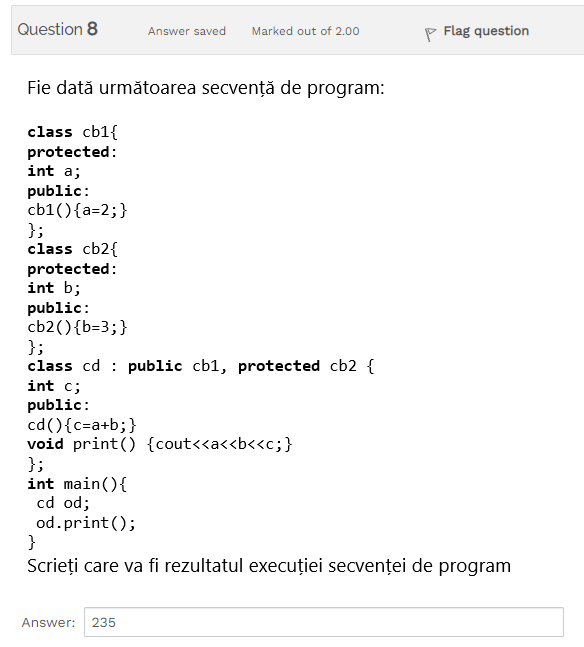 Question 8 Answer saved Marked out of 2.00 Flag question
Fie dată următoarea secvență de program:
class cb1{
protected:
int a;
public:
cb1(){a=2;}
};
class cb2{
protected:
int b;
public:
cb2(){b=3;}
};
class cd : public cb1, protected cb2 {
int c;
public:
cd(){c=a+b;}
void print() {cout<<a<<b<<c;}
};
int main(){
cd od;
od.print();
}
Scrieți care va fi rezultatul execuției secvenței de program
Answer: 235